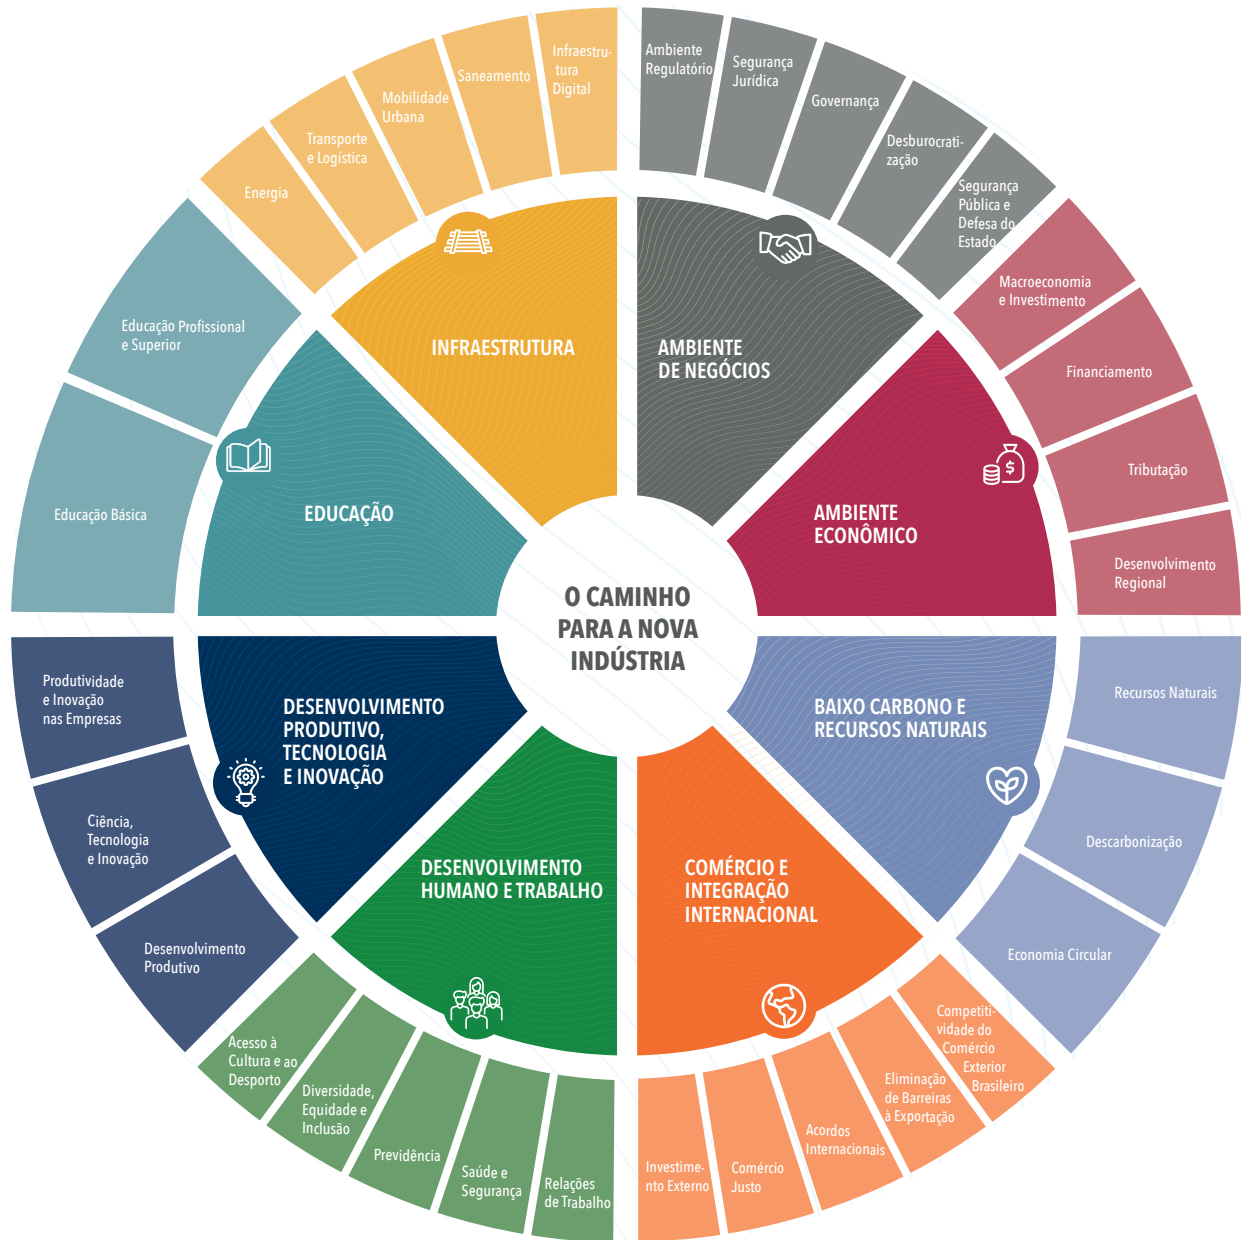 O CAMINHO
PARA A NOVA
INDÚSTRIA
AMBIENTE
DE NEGÓCIOS
Ambiente
Regulatório
Segurança
Jurídica
Governança
Desburocrati-
zação
Segurança
Pública e
Defesa do
Estado
AMBIENTE
ECONÔMICO
Macroeconomia
e Investimento
Financiamento
Tributação
Desenvolvimento
Regional
BAIXO CARBONO E
RECURSOS NATURAIS
Recursos Naturais
Descarbonização
Economia Circular
COMÉRCIO E
INTEGRAÇÃO
INTERNACIONAL
Competiti-
vidade do
Comércio
Exterior
Brasileiro
Eliminação
de Barreiras
à Exportação
Acordos
Internacionais
Comércio
Justo
Investime-
nto Externo
DESENVOLVIMENTO
HUMANO E TRABALHO
Relações
de Trabalho
Saúde e
Segurança
Previdência
Diversidade,
Equidade e
Inclusão
Acesso à
Cultura e ao
Desporto
DESENVOLVIMENTO
PRODUTIVO,
TECNOLOGIA
E INOVAÇÃO
Desenvolvimento
Produtivo
Ciência,
Tecnologia
e Inovação
Produtividade
e Inovação
nas Empresas
EDUCAÇÃO
Educação Básica
Educação Profissional
e Superior
INFRAESTRUTURA
Energia
Transporte
e Logística
Mobilidade
Urbana
Saneamento
Infraestru-
tura
Digital